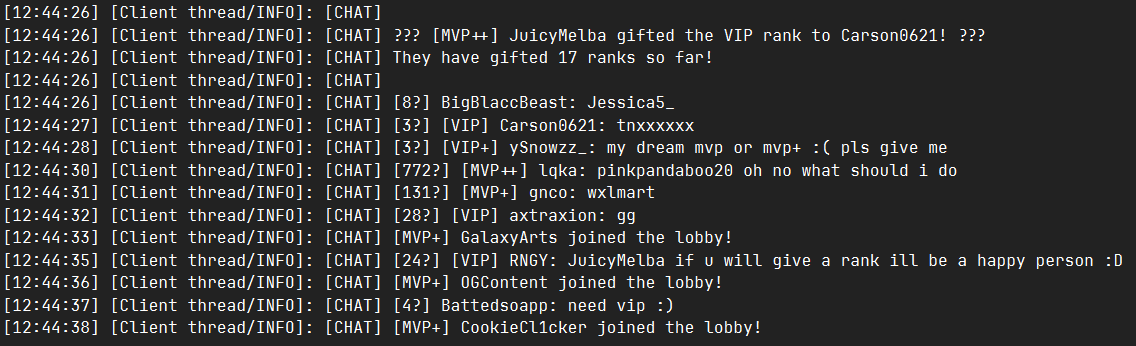 [12:44:26] [Client thread/INFO]: [CHAT]
[12:44:26] [Client thread/INFO]: [CHAT] ??? [MVP++] JuicyMelba gifted the VIP rank to Carson0621! ???
[12:44:26] [Client thread/INFO]: [CHAT] They have gifted 17 ranks so far!
[12:44:26] [Client thread/INFO]: [CHAT]
[12:44:26] [Client thread/INFO]: [CHAT] [8?] BigBlaccBeast: Jessica5_
[12:44:27] [Client thread/INFO]: [CHAT] [3?] [VIP] Carson0621: tnxxxxxx
[12:44:28] [Client thread/INFO]: [CHAT] [3?] [VIP+] ySnowzz_: my dream mvp or mvp+ :( pls give me
[12:44:30] [Client thread/INFO]: [CHAT] [772?] [MVP++] lqka: pinkpandaboo20 oh no what should i do
[12:44:31] [Client thread/INFO]: [CHAT] [131?] [MVP+] gnco: wxlmart
[12:44:32] [Client thread/INFO]: [CHAT] [28?] [VIP] axtraxion: gg
[12:44:33] [Client thread/INFO]: [CHAT] [MVP+] GalaxyArts joined the lobby!
[12:44:35] [Client thread/INFO]: [CHAT] [24?] [VIP] RNGY: JuicyMelba if u will give a rank ill be a happy person :D
[12:44:36] [Client thread/INFO]: [CHAT] [MVP+] OGContent joined the lobby!
[12:44:37] [Client thread/INFO]: [CHAT] [4?] Battedsoapp: need vip :)
[12:44:38] [Client thread/INFO]: [CHAT] [MVP+] CookieCl1cker joined the lobby!